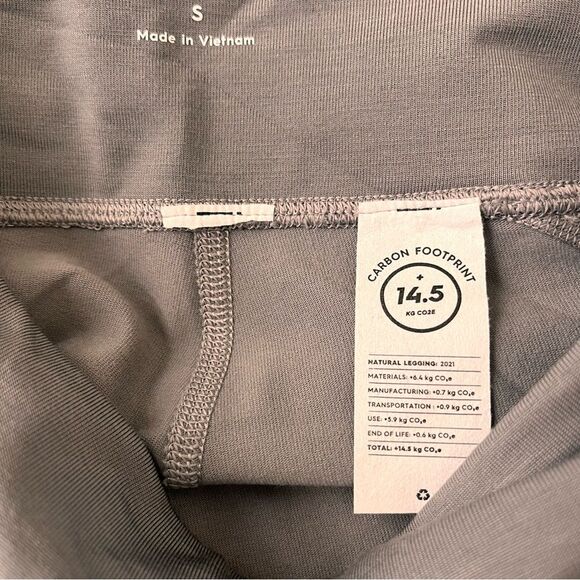 S
Made in Vietnam
CARBON FOOTPRINT
+
14.5
KG CO2E
NATURAL LEGGING: 2021
MATERIALS: +6.4 kg CO₂e
MANUFACTURING: +0.7 kg CO₂e
TRANSPORTATION: +0.9 kg CO₂e
USE: +5.9 kg CO₂e
END OF LIFE: +0.6 kg CO₂e
TOTAL: +14.5 kg CO₂e